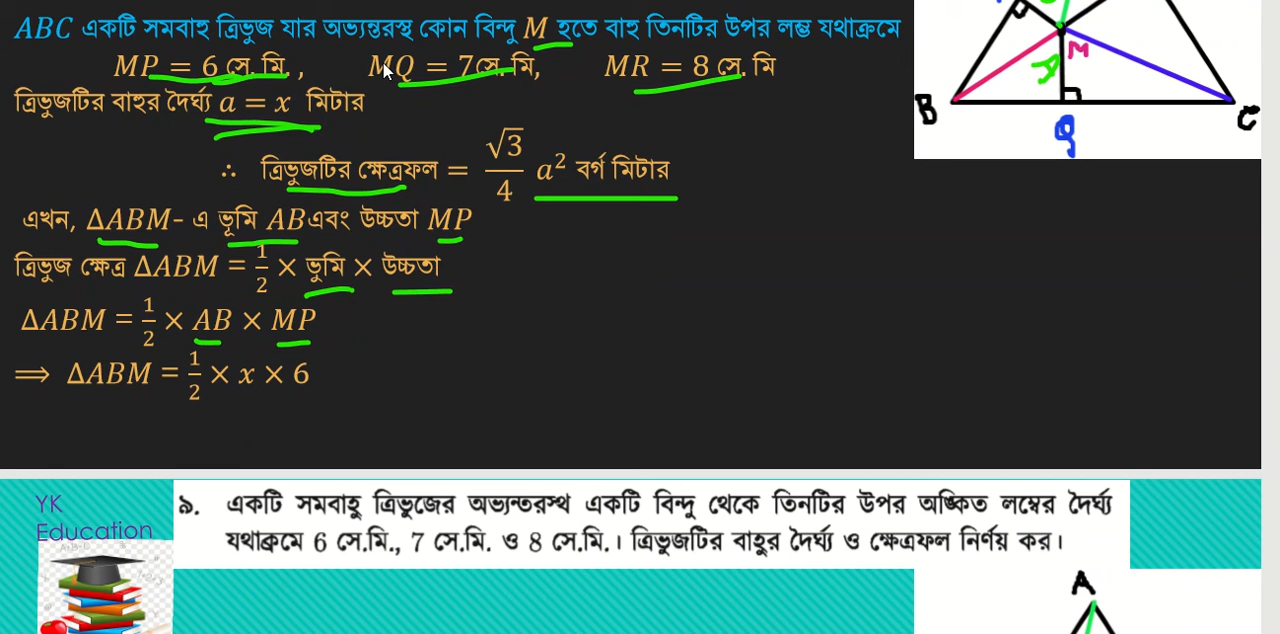 ABC একটি সমবাহু ত্রিভুজ যার অভ্যন্তরস্থ কোন বিন্দু M হতে বাহু তিনটির উপর লম্ভ যথাক্রমে
MP = 6 সে. মি. , MQ = 7সে. মি, MR = 8 সে. মি
ত্রিভুজটির বাহুর দৈর্ঘ্য a = x মিটার
∴ ত্রিভুজটির ক্ষেত্রফল = √3/4 a² বর্গ মিটার
এখন, ΔABM- এ ভূমি AB এবং উচ্চতা MP
ত্রিভুজ ক্ষেত্র ΔABM = 1/2 × ভুমি × উচ্চতা
ΔABM = 1/2 × AB × MP
⟹ ΔABM = 1/2 × x × 6
M
B
C
YK
Education
৯. একটি সমবাহু ত্রিভুজের অভ্যন্তরস্থ একটি বিন্দু থেকে তিনটির উপর অঙ্কিত লম্বের দৈর্ঘ্য
যথাক্রমে 6 সে.মি., 7 সে.মি. ও 8 সে.মি.। ত্রিভুজটির বাহুর দৈর্ঘ্য ও ক্ষেত্রফল নির্ণয় কর।
A